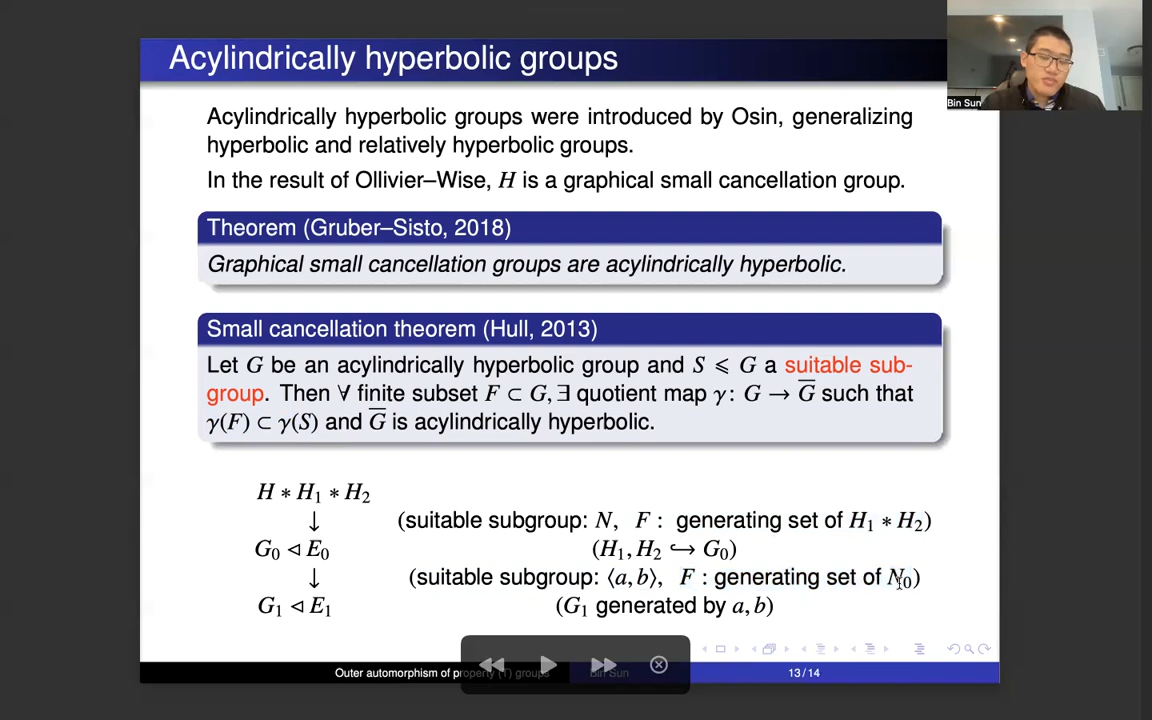 Acylindrically hyperbolic groups
Bin Sun
Acylindrically hyperbolic groups were introduced by Osin, generalizing
hyperbolic and relatively hyperbolic groups.
In the result of Ollivier–Wise, H is a graphical small cancellation group.
Theorem (Gruber–Sisto, 2018)
Graphical small cancellation groups are acylindrically hyperbolic.
Small cancellation theorem (Hull, 2013)
Let G be an acylindrically hyperbolic group and S ⩽ G a suitable sub-
group. Then ∀ finite subset F ⊂ G, ∃ quotient map γ: G → G̅ such that
γ(F) ⊂ γ(S) and G̅ is acylindrically hyperbolic.
H ∗ H₁ ∗ H₂
↓ (suitable subgroup: N, F : generating set of H₁ ∗ H₂)
G₀ ◁ E₀ (H₁, H₂ ↪ G₀)
↓ (suitable subgroup: ⟨a, b⟩, F : generating set of N₀)
G₁ ◁ E₁ (G₁ generated by a, b)
Outer automorphism of property (T) groups Bin Sun 13/14